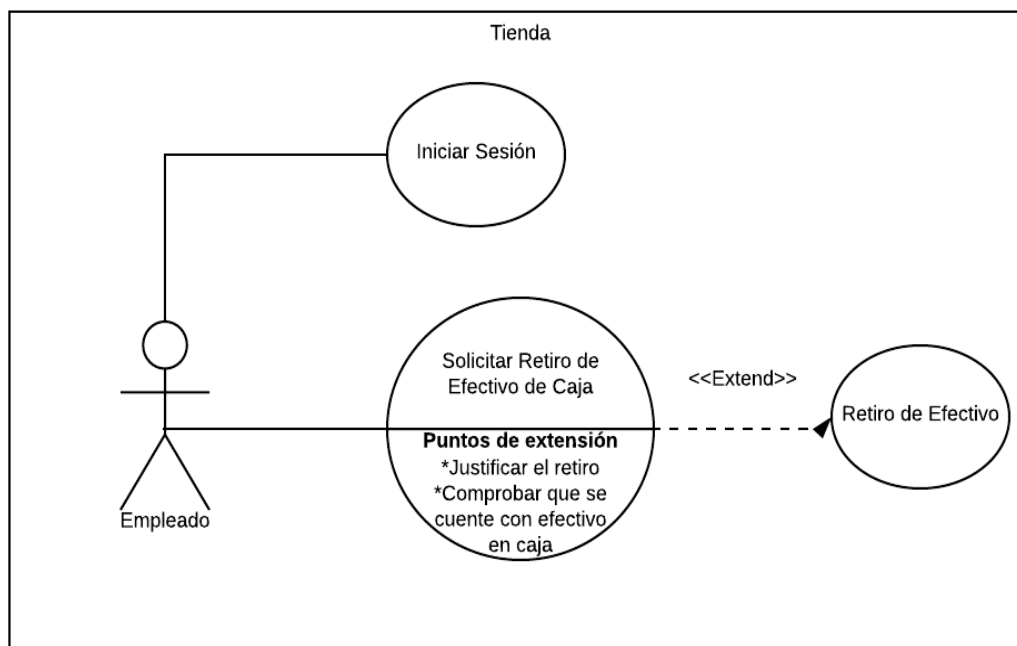 Tienda
Iniciar Sesión
Solicitar Retiro de
Efectivo de Caja
<<Extend>>
Retiro de Efectivo
Puntos de extensión
*Justificar el retiro
*Comprobar que se
cuente con efectivo
en caja
Empleado